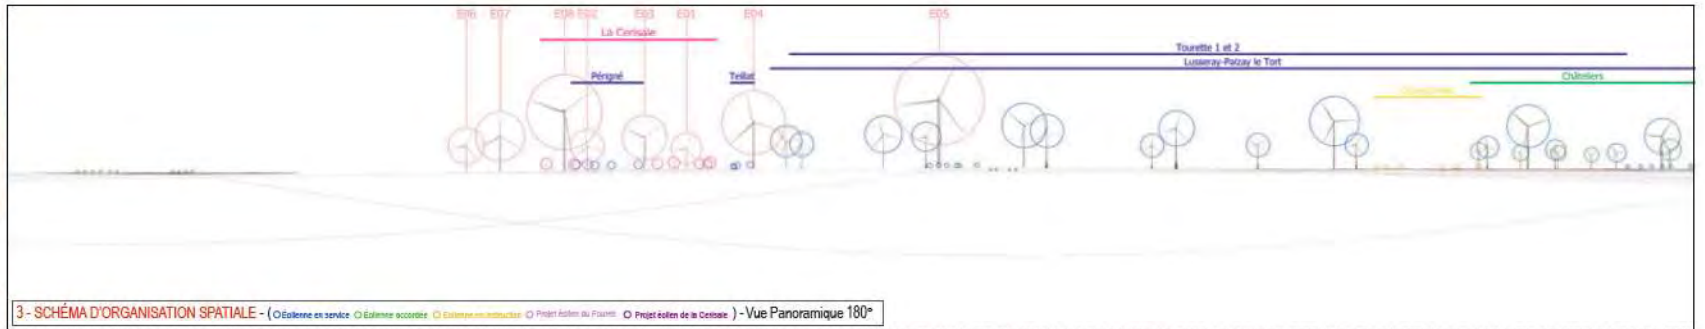 E06 E07 E08 E02 E03 E01 E04 E05
La Cerisaie
Tourette 1 et 2
Lusseray-Paizay le Tort
Périgné Teillat Châteliers
3 - SCHÉMA D'ORGANISATION SPATIALE - ( Éolienne en service Éolienne accordée Éolienne en instruction Projet éolien du Fourris Projet éolien de la Cerisaie ) - Vue Panoramique 180°